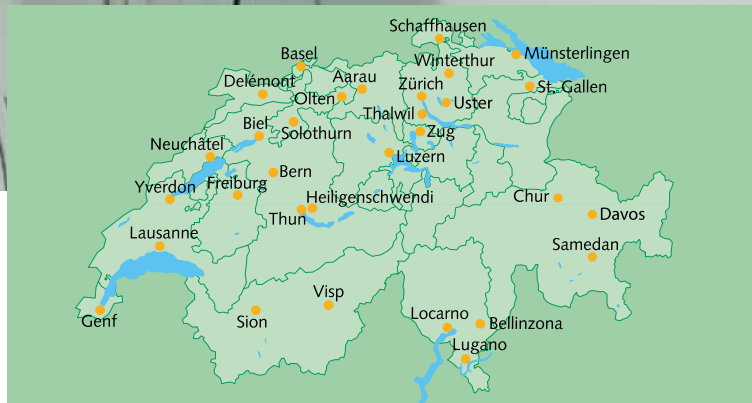 Schaffhausen
Basel
Münsterlingen
Winterthur
Delémont
Aarau
Zürich
St. Gallen
Olten
Uster
Thalwil
Biel
Solothurn
Zug
Neuchâtel
Luzern
Bern
Yverdon
Freiburg
Heiligenschwendi
Chur
Thun
Davos
Lausanne
Samedan
Visp
Genf
Sion
Locarno
Bellinzona
Lugano